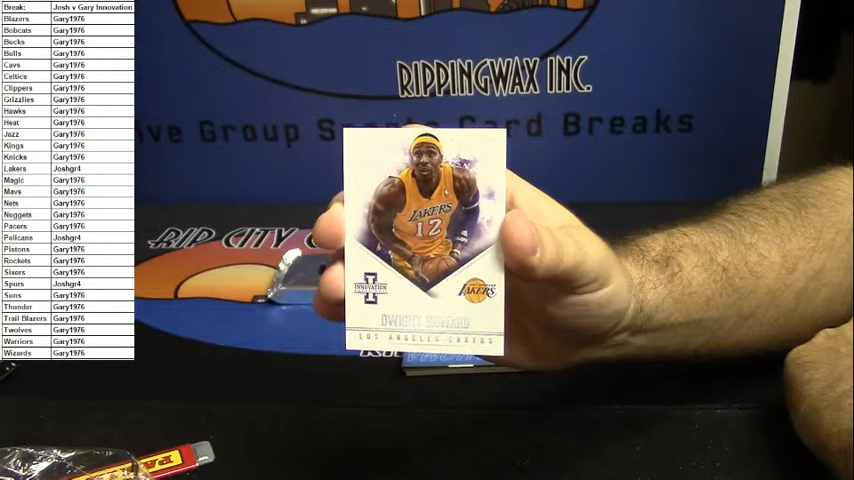 Break: Josh v Gary Innovation
Blazers Gary1976
Bobcats Gary1976
Bucks Gary1976
Bulls Gary1976
Cavs Gary1976
Celtics Gary1976
Clippers Gary1976
Grizzlies Gary1976
Hawks Gary1976
Heat Gary1976
Jazz Gary1976
Kings Gary1976
Knicks Gary1976
Lakers Joshgr4
Magic Gary1976
Mavs Gary1976
Nets Gary1976
Nuggets Gary1976
Pacers Gary1976
Pelicans Joshgr4
Pistons Gary1976
Rockets Gary1976
Sixers Gary1976
Spurs Joshgr4
Suns Gary1976
Thunder Gary1976
Trail Blazers Gary1976
Twolves Gary1976
Warriors Gary1976
Wizards Gary1976
RIPPINGWAX INC.
ive Group S Card Breaks
LAKERS
12
INNOVATION
LAKERS
DWIGHT HOWARD
LOS ANGELES LAKERS
RIP CITY